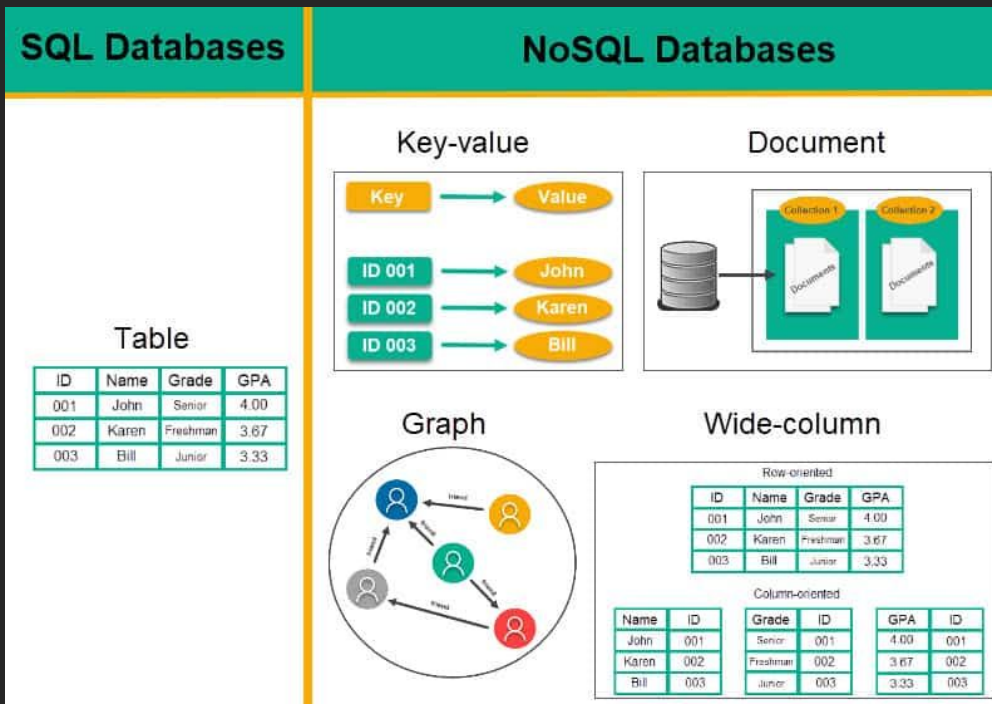 SQL Databases
NoSQL Databases
Table
ID Name Grade GPA
001 John Senior 4.00
002 Karen Freshman 3.67
003 Bill Junior 3.33
Key-value
Key Value
ID 001 John
ID 002 Karen
ID 003 Bill
Document
Collection 1
Collection 2
Documents
Documents
Graph
friend
friend
friend
friend
friend
Wide-column
Row-oriented
ID Name Grade GPA
001 John Senior 4.00
002 Karen Freshman 3.67
003 Bill Junior 3.33
Column-oriented
Name ID
John 001
Karen 002
Bill 003
Grade ID
Senior 001
Freshman 002
Junior 003
GPA ID
4.00 001
3.67 002
3.33 003